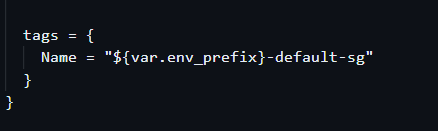 tags = {
Name = "${var.env_prefix}-default-sg"
}
}